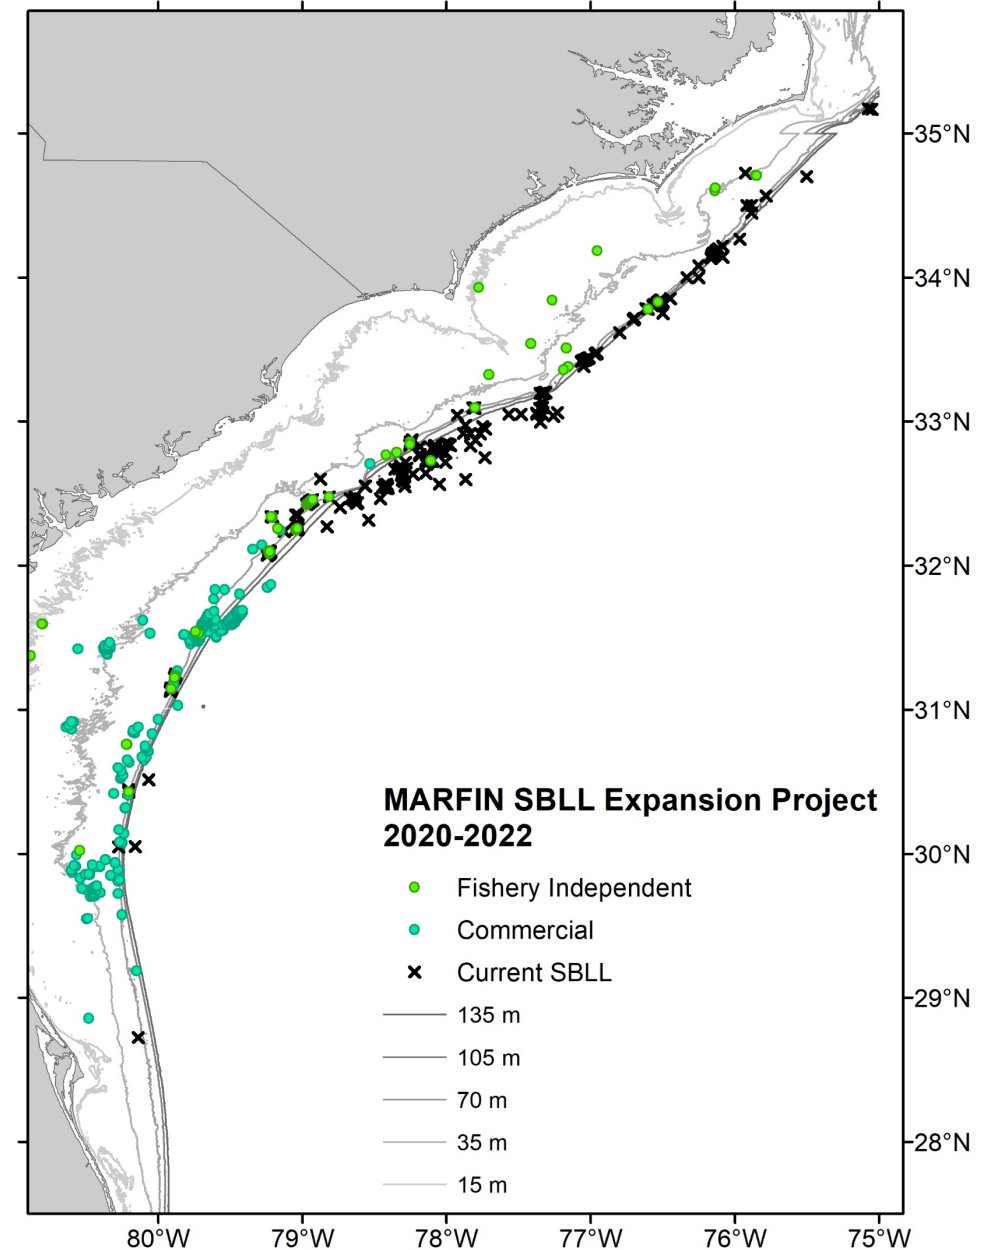 35°N
34°N
33°N
32°N
31°N
MARFIN SBLL Expansion Project
2020-2022
30°N
Fishery Independent
Commercial
Current SBLL
29°N
135 m
105 m
70 m
35 m
28°N
15 m
80°W 79°W 78°W 77°W 76°W 75°W